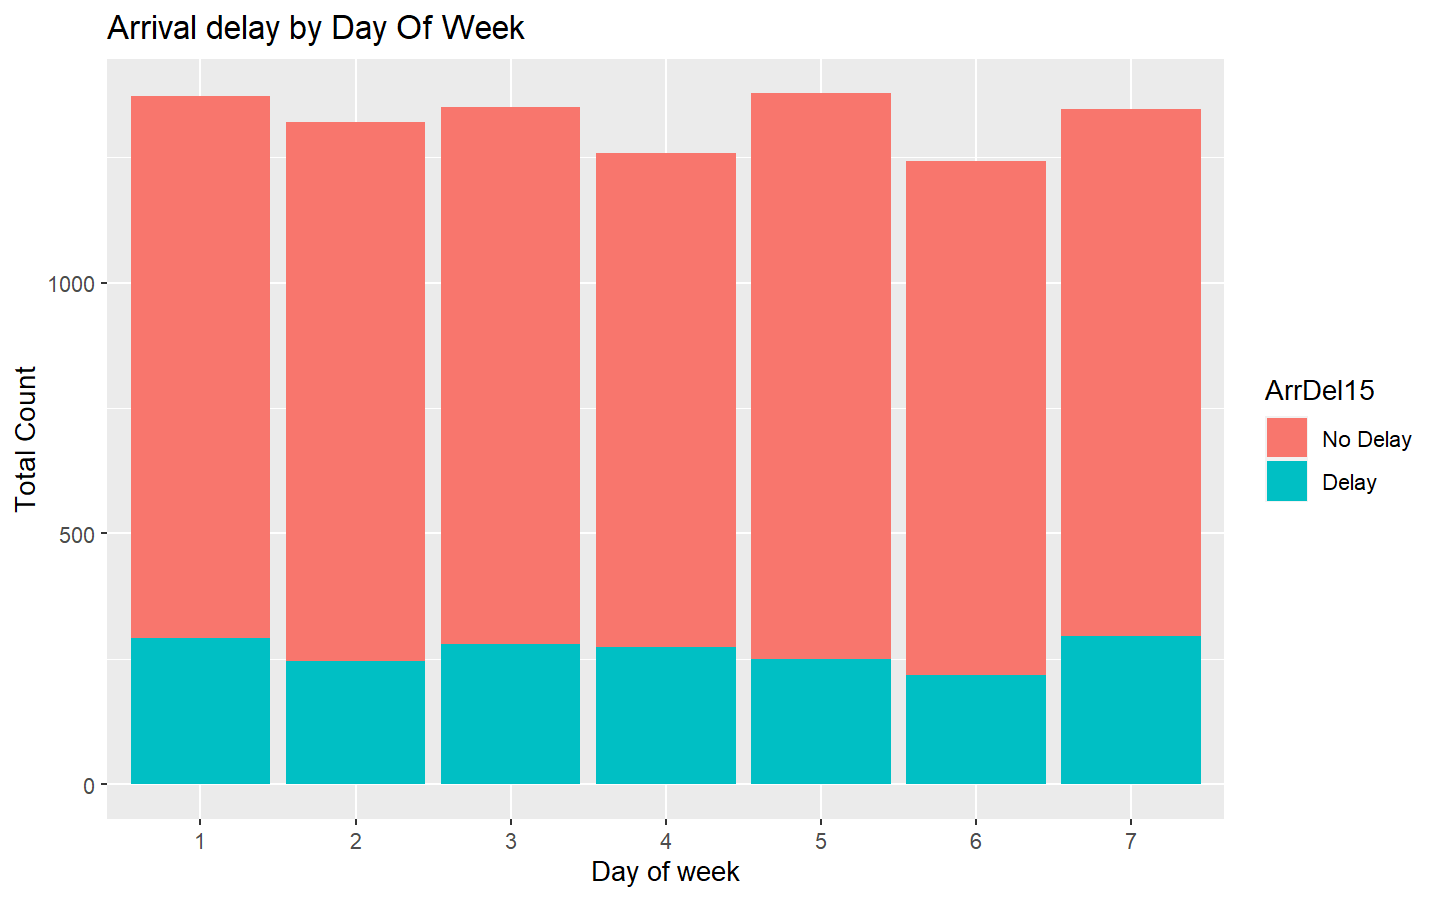 Arrival delay by Day Of Week
Total Count
1000
500
0
1 2 3 4 5 6 7
Day of week
ArrDel15
No Delay
Delay